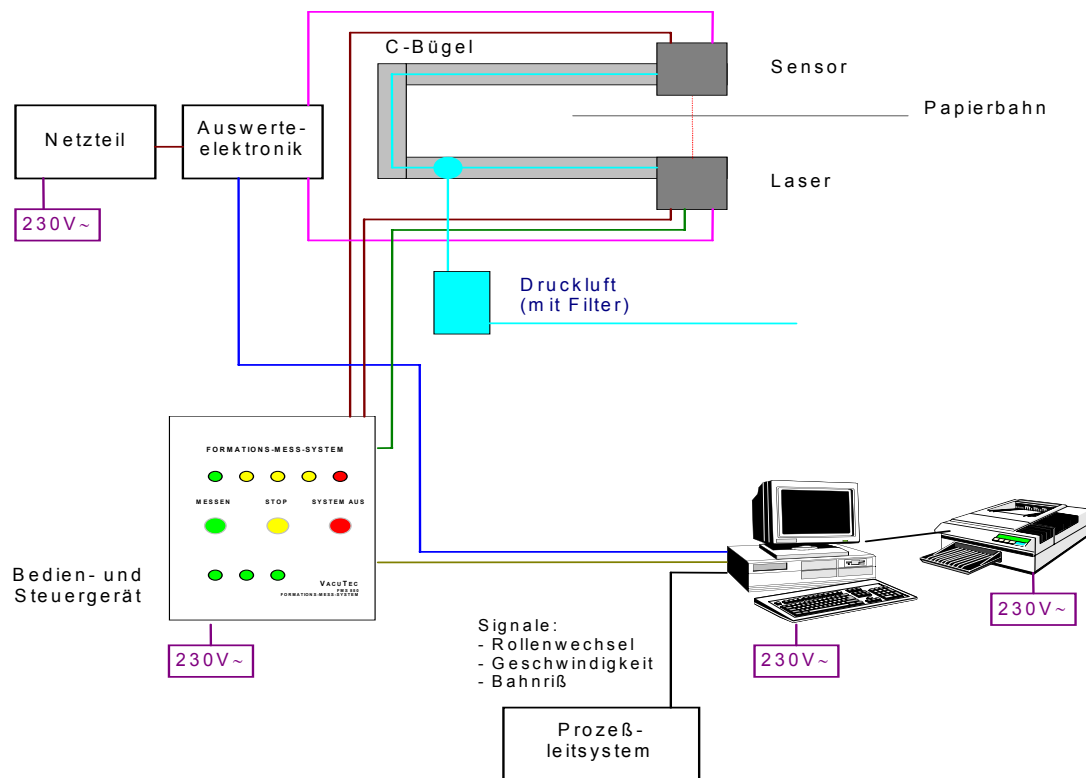 C-Bügel
Sensor
Papierbahn
Netzteil
Auswerte-
elektronik
Laser
230V~
Druckluft
(mit Filter)
FORMATIONS-MESS-SYSTEM
MESSEN STOP SYSTEM AUS
Bedien- und
Steuergerät
VACUTEC
FORMATIONS-MESS-SYSTEM
230V~
Signale:
- Rollenwechsel
- Geschwindigkeit
- Bahnriß
230V~
230V~
Prozeß-
leitsystem